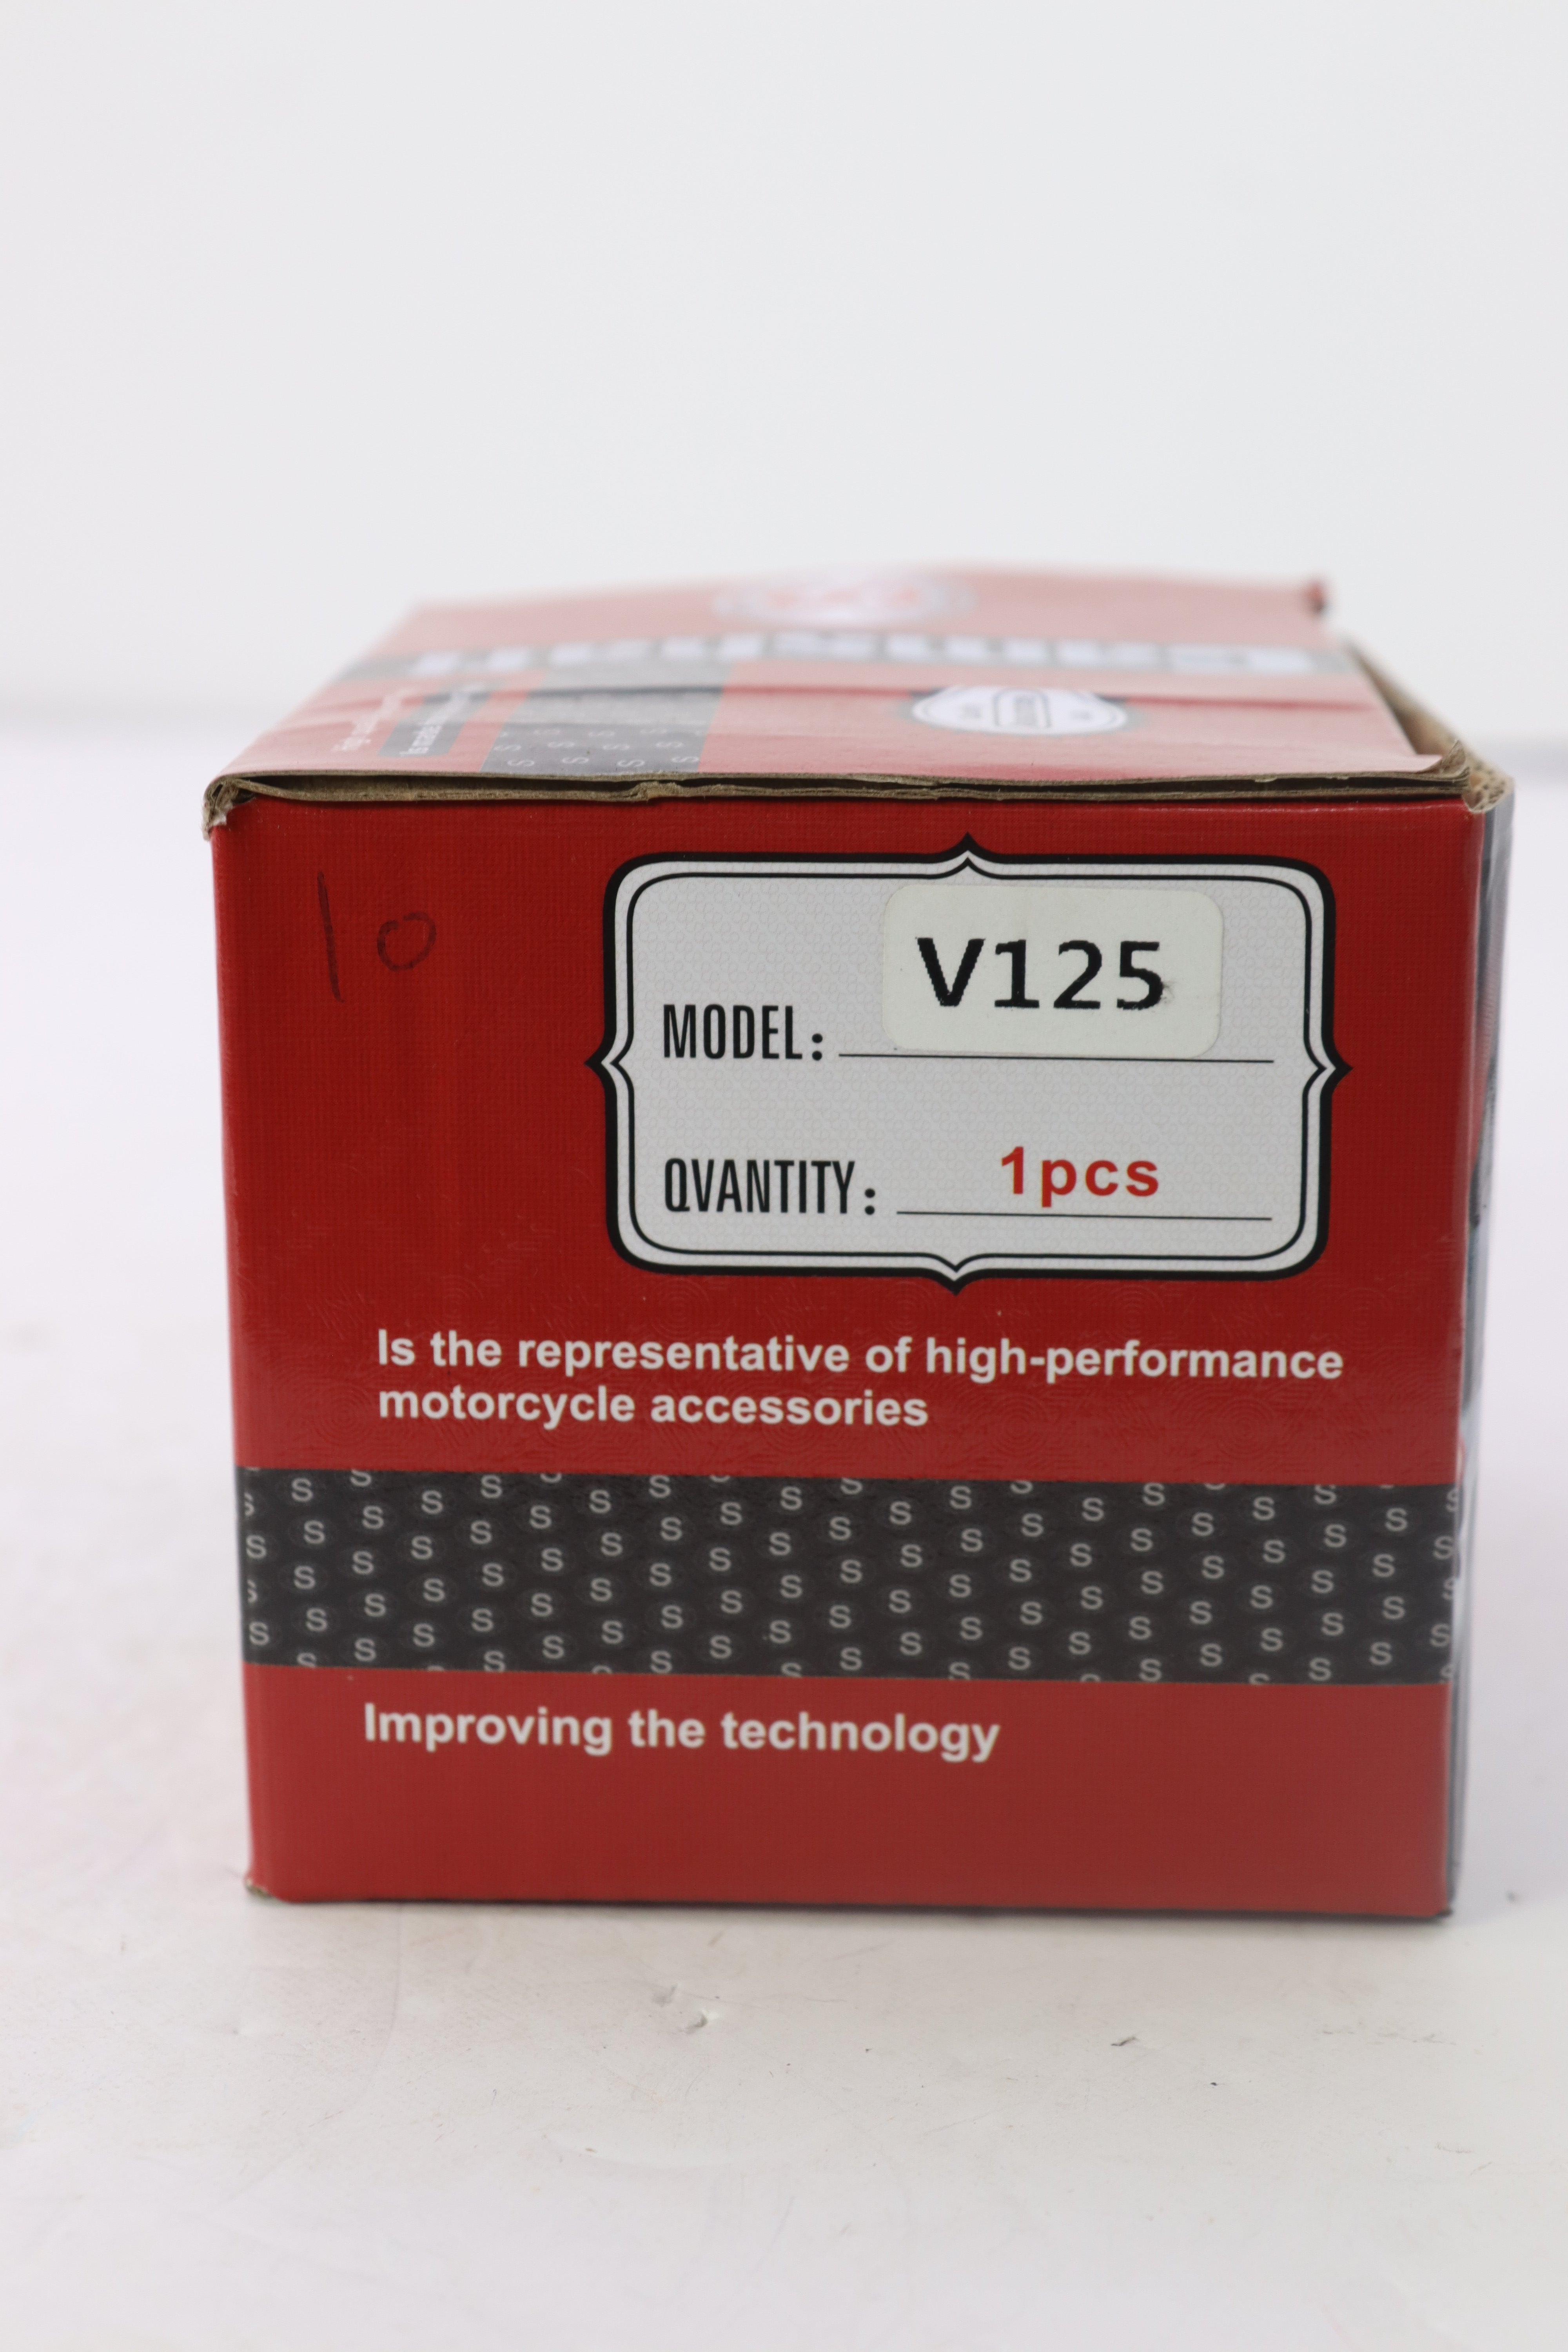 10
MODEL: V125
QVANTITY: 1pcs
Is the representative of high-performance
motorcycle accessories
Improving the technology